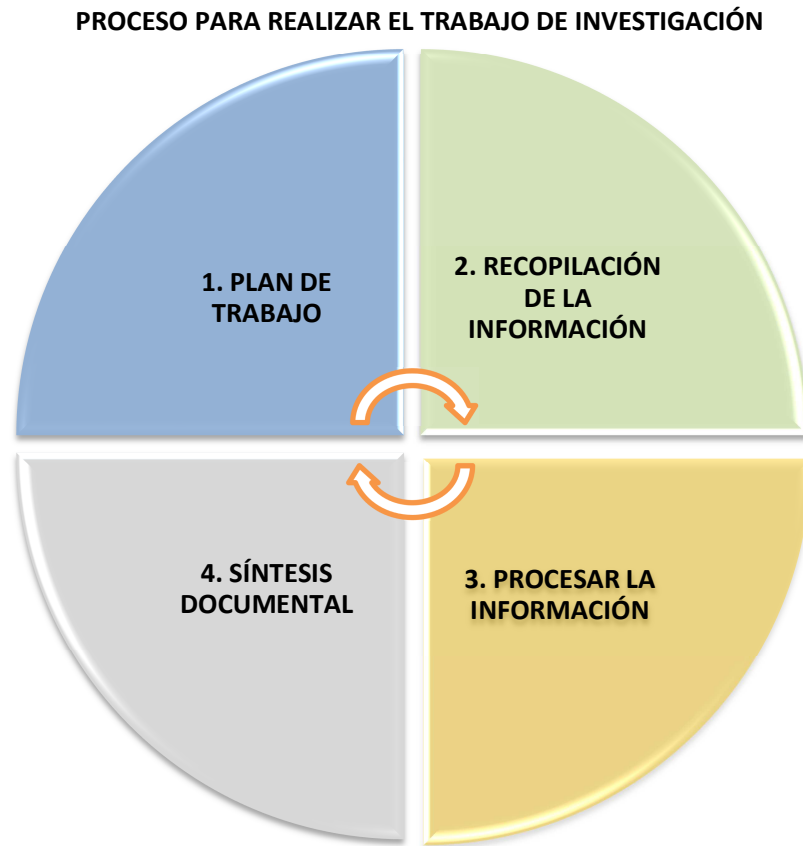 PROCESO PARA REALIZAR EL TRABAJO DE INVESTIGACIÓN
1. PLAN DE
TRABAJO
2. RECOPILACIÓN
DE LA
INFORMACIÓN
4. SÍNTESIS
DOCUMENTAL
3. PROCESAR LA
INFORMACIÓN